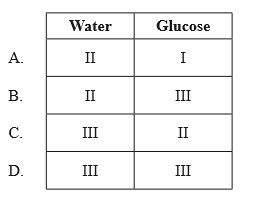 Water Glucose
A. II I
B. II III
C. III II
D. III III